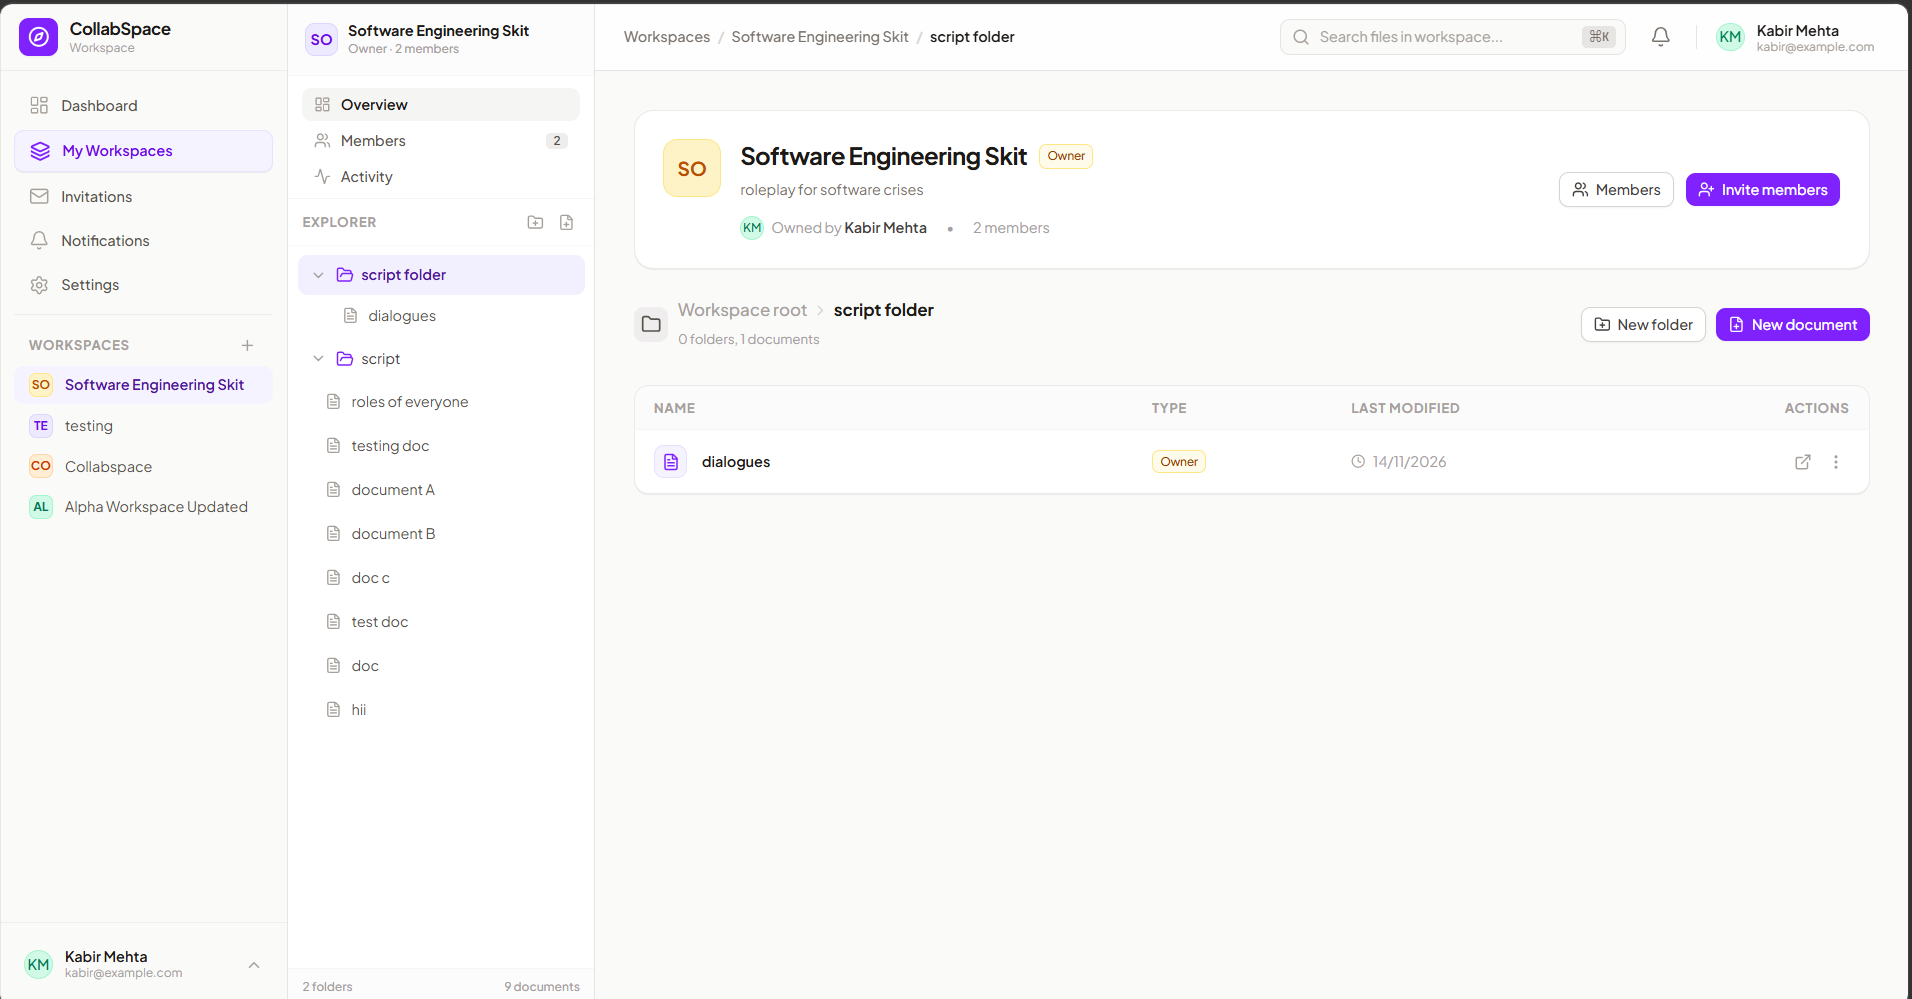 CollabSpace
Workspace
Dashboard
My Workspaces
Invitations
Notifications
Settings
WORKSPACES
SO Software Engineering Skit
TE testing
CO Collabspace
AL Alpha Workspace Updated
KM Kabir Mehta
kabir@example.com
SO Software Engineering Skit
Owner · 2 members
Overview
Members 2
Activity
EXPLORER
script folder
dialogues
script
roles of everyone
testing doc
document A
document B
doc c
test doc
doc
hii
2 folders 9 documents
Workspaces / Software Engineering Skit / script folder
Search files in workspace... ⌘K
KM Kabir Mehta
kabir@example.com
SO Software Engineering Skit Owner
roleplay for software crises
KM Owned by Kabir Mehta • 2 members
Members Invite members
Workspace root > script folder
0 folders, 1 documents
New folder New document
NAME TYPE LAST MODIFIED ACTIONS
dialogues Owner 14/11/2026